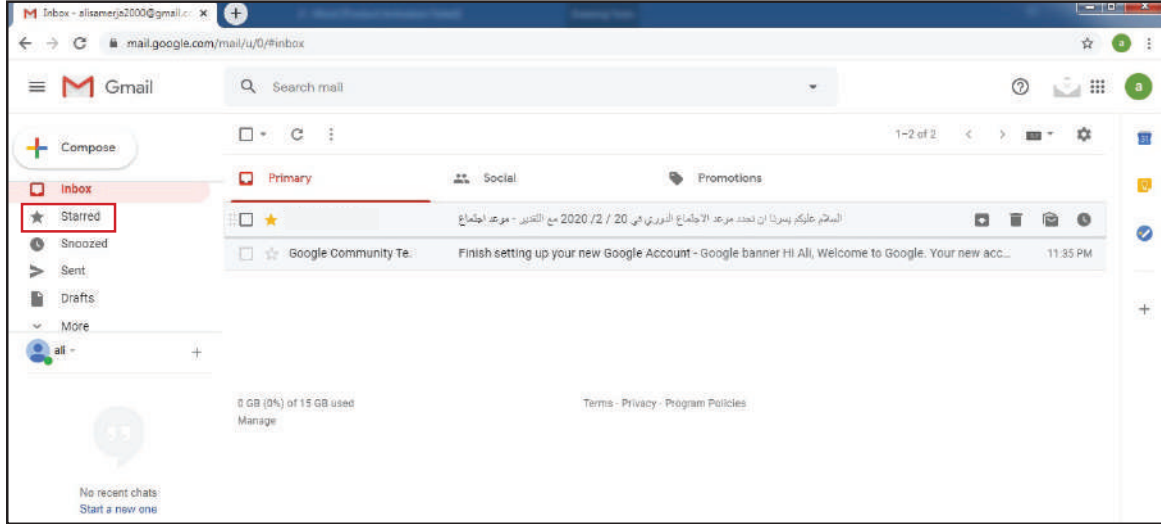 Inbox - alisamerja2000@gmail.c
mail.google.com/mail/u/0/#inbox
a
Gmail
Search mail
a
Compose
1–2 of 2
31
Inbox
Primary
Social
Promotions
Starred
السلام عليكم يسرنا ان نحدد موعد الاجتماع الدوري في 20 / 2/ 2020 مع التقدير - موعد اجتماع
Snoozed
Google Community Te.
Finish setting up your new Google Account - Google banner Hi Ali, Welcome to Google. Your new acc...
11:35 PM
Sent
Drafts
More
ali
0 GB (0%) of 15 GB used
Manage
Terms · Privacy · Program Policies
No recent chats
Start a new one